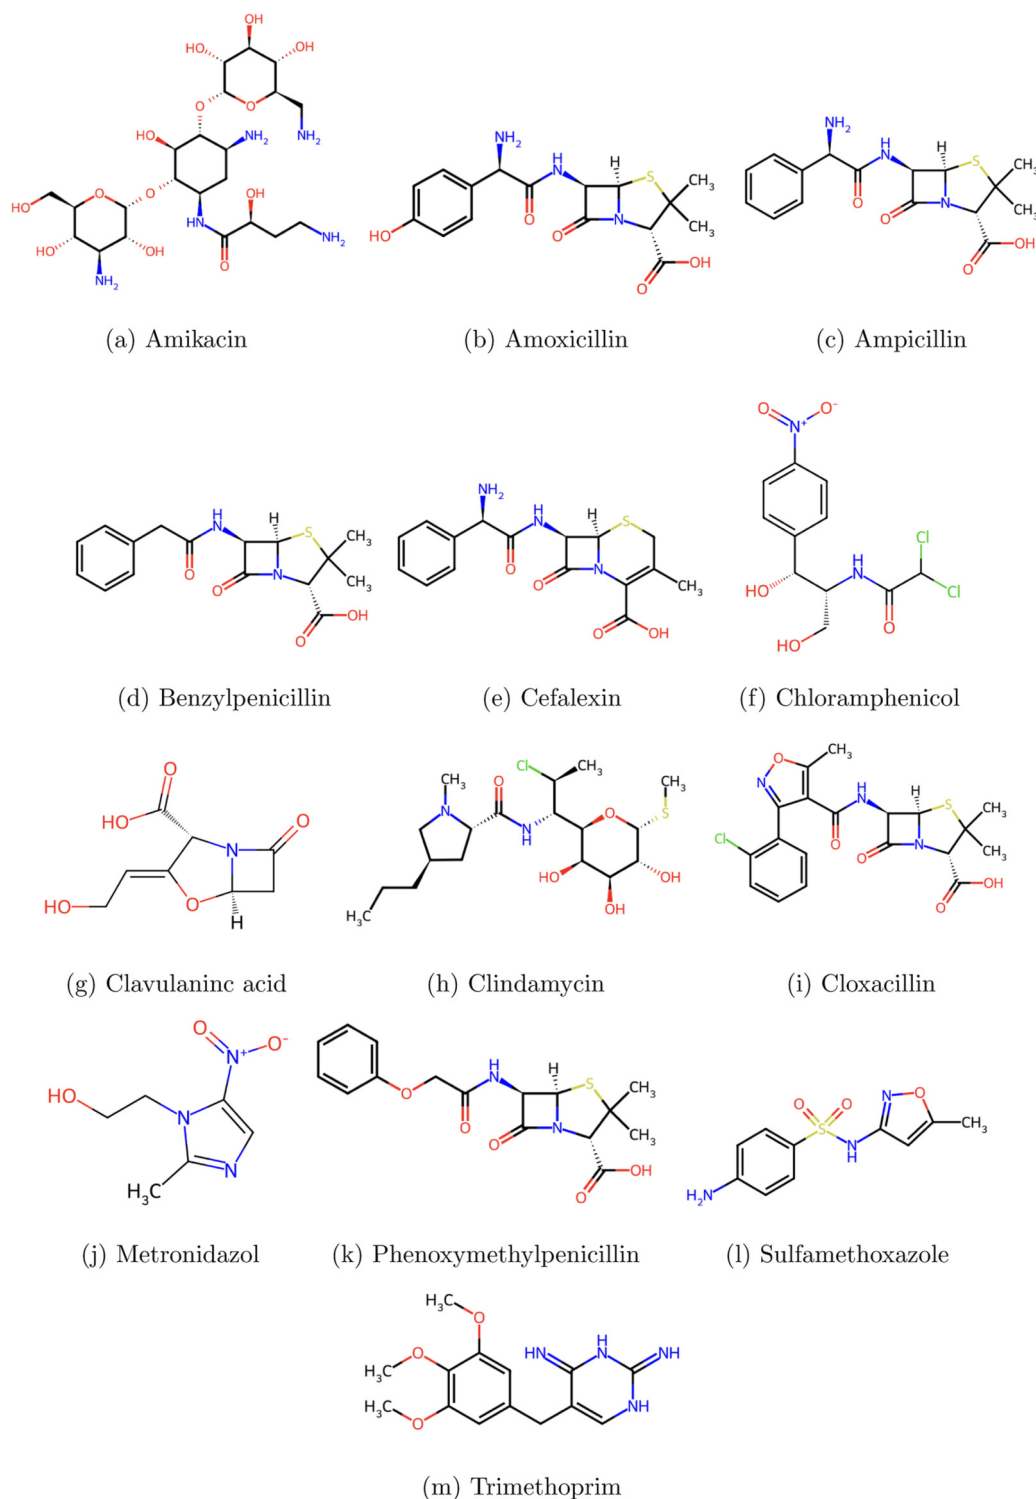 (a) Amikacin
(b) Amoxicillin
(c) Ampicillin
(d) Benzylpenicillin
(e) Cefalexin
(f) Chloramphenicol
(g) Clavulaninc acid
(h) Clindamycin
(i) Cloxacillin
(j) Metronidazol
(k) Phenoxymethylpenicillin
(l) Sulfamethoxazole
(m) Trimethoprim